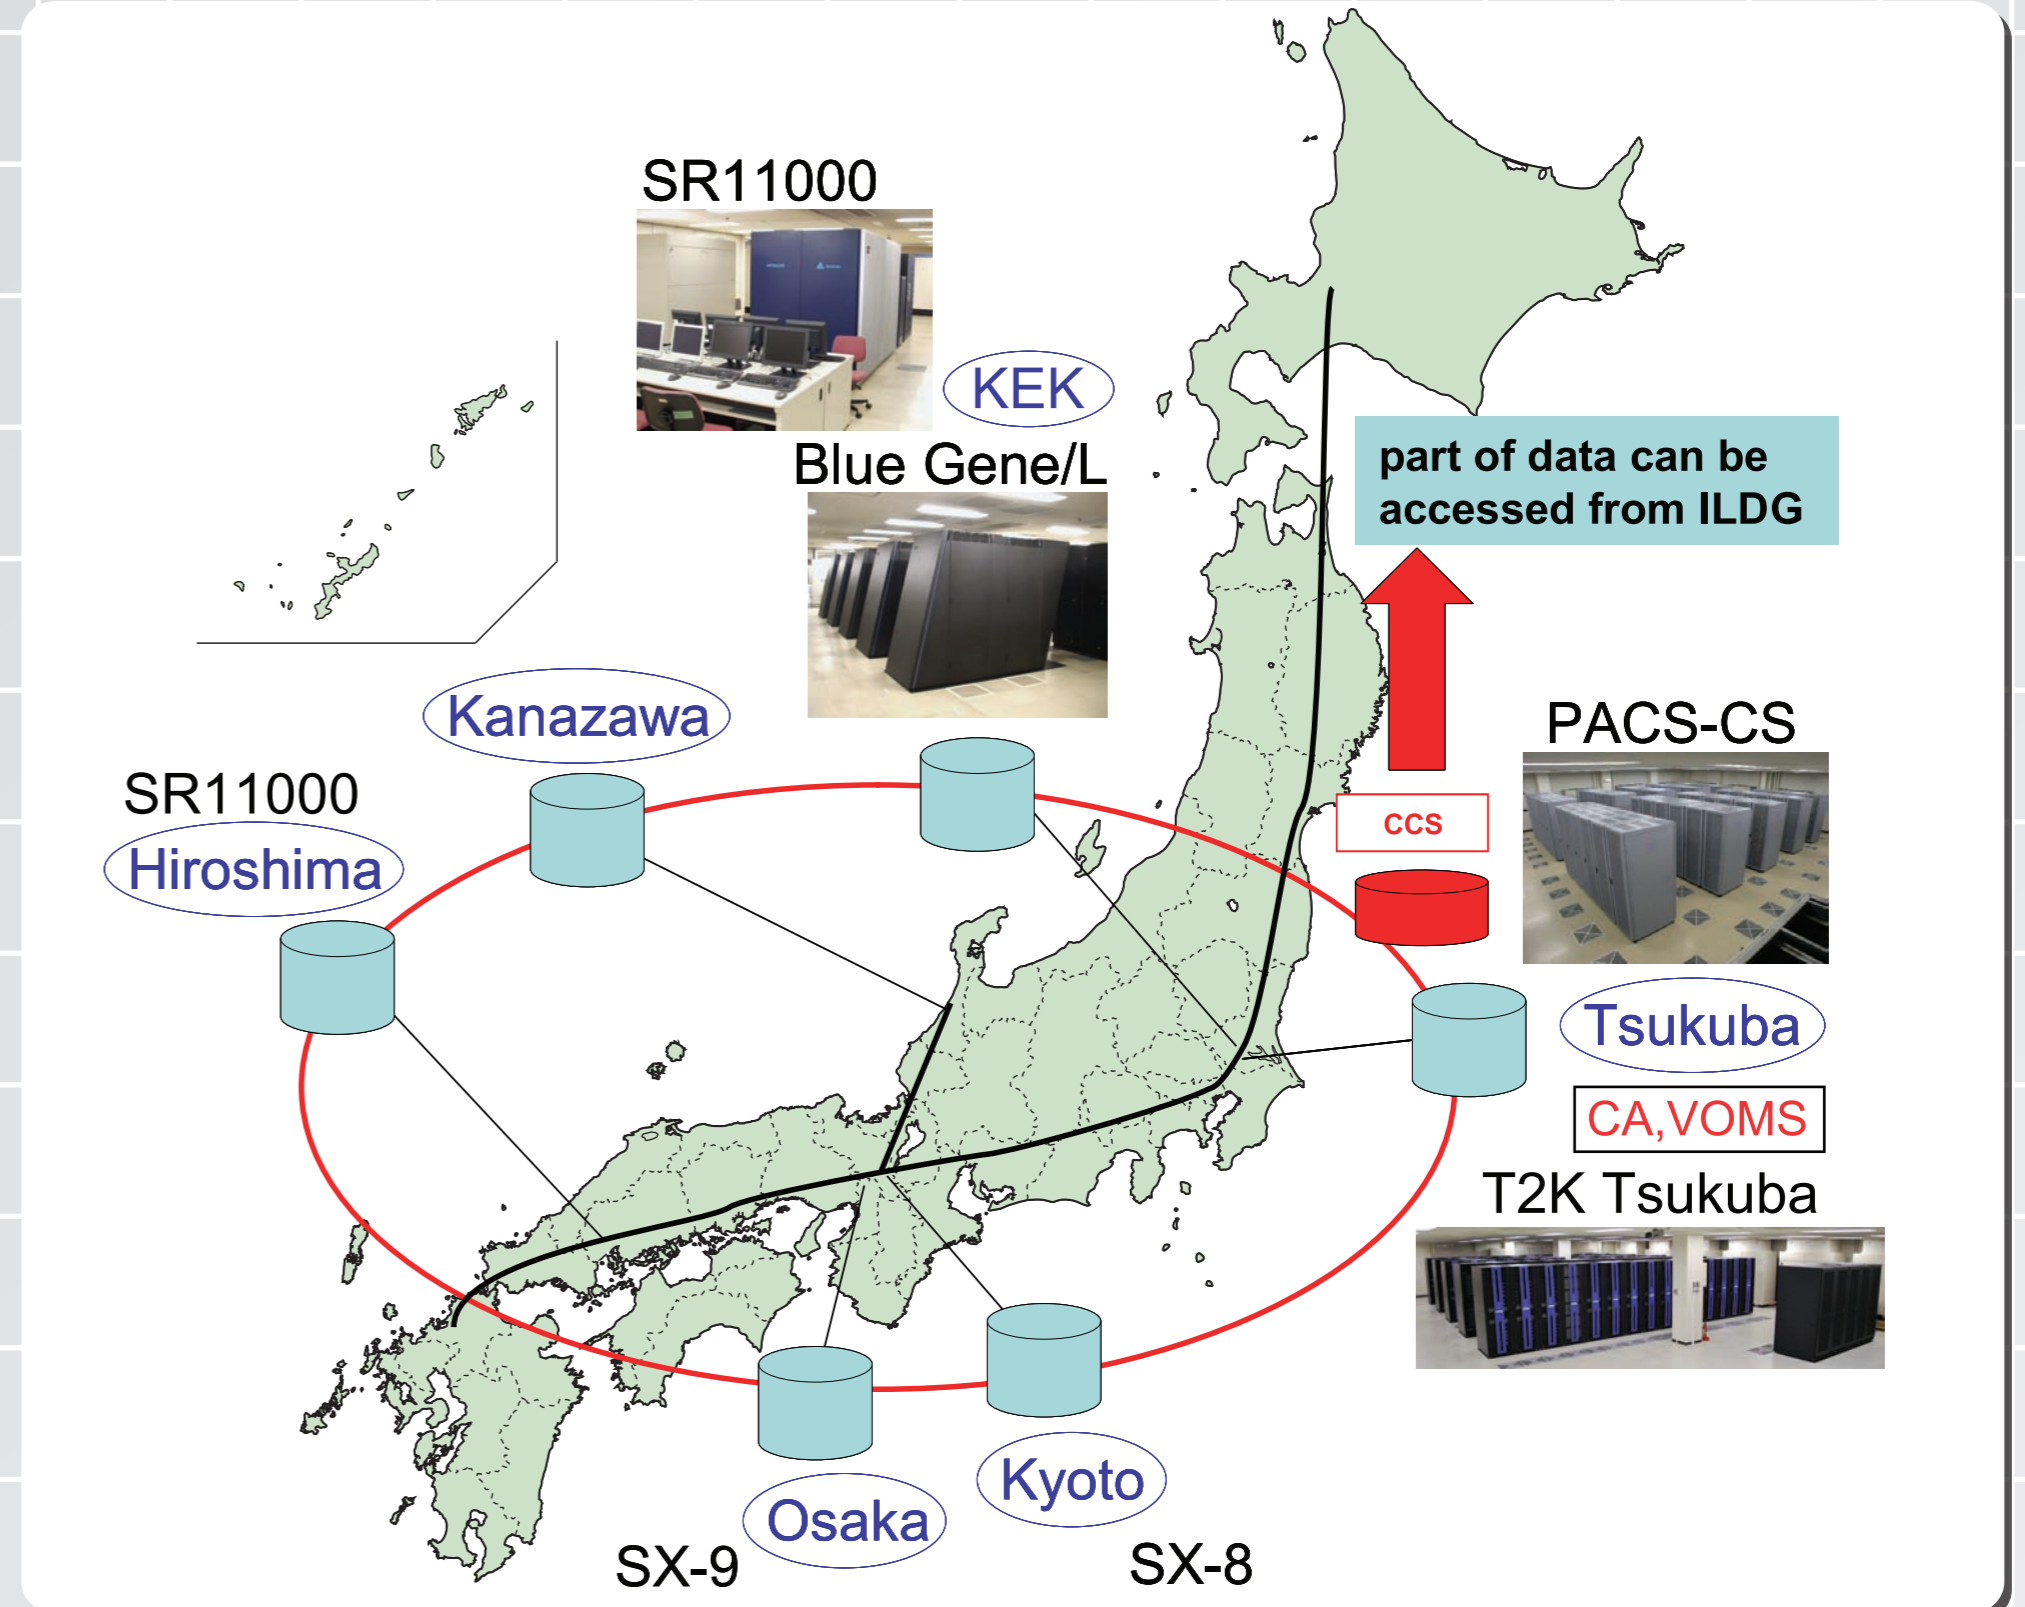 SR11000
KEK
Blue Gene/L
part of data can be
accessed from ILDG
Kanazawa
PACS-CS
SR11000
ccs
Hiroshima
Tsukuba
CA,VOMS
T2K Tsukuba
Kyoto
Osaka
SX-9
SX-8